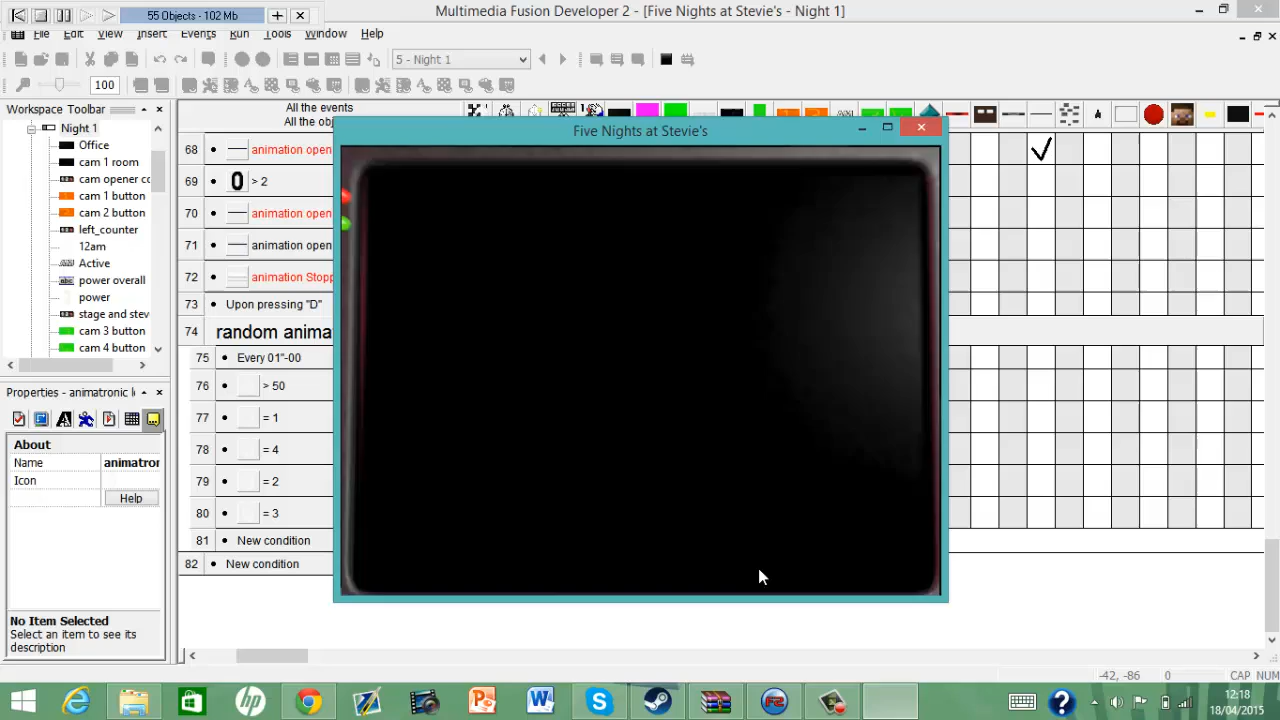 55 Objects - 102 Mb
Multimedia Fusion Developer 2 - [Five Nights at Stevie's - Night 1]
File Edit View Insert Events Run Tools Window Help
5 - Night 1
100
Workspace Toolbar
Night 1
Office
cam 1 room
cam opener co
cam 1 button
cam 2 button
left_counter
12am
Active
power overall
power
stage and stev
cam 3 button
cam 4 button
Properties - animatronic l
About
Name animatror
Icon
Help
No Item Selected
Select an item to see its
description
All the events
All the obj
68 • animation open
69 • 0 > 2
70 • animation open
71 • animation open
72 • animation Stopp
73 • Upon pressing "D"
74 random anima
75 • Every 01"-00
76 • > 50
77 • = 1
78 • = 4
79 • = 2
80 • = 3
81 • New condition
82 • New condition
Five Nights at Stevie's
-42, -86 0 CAP NUM
12:18
18/04/2015